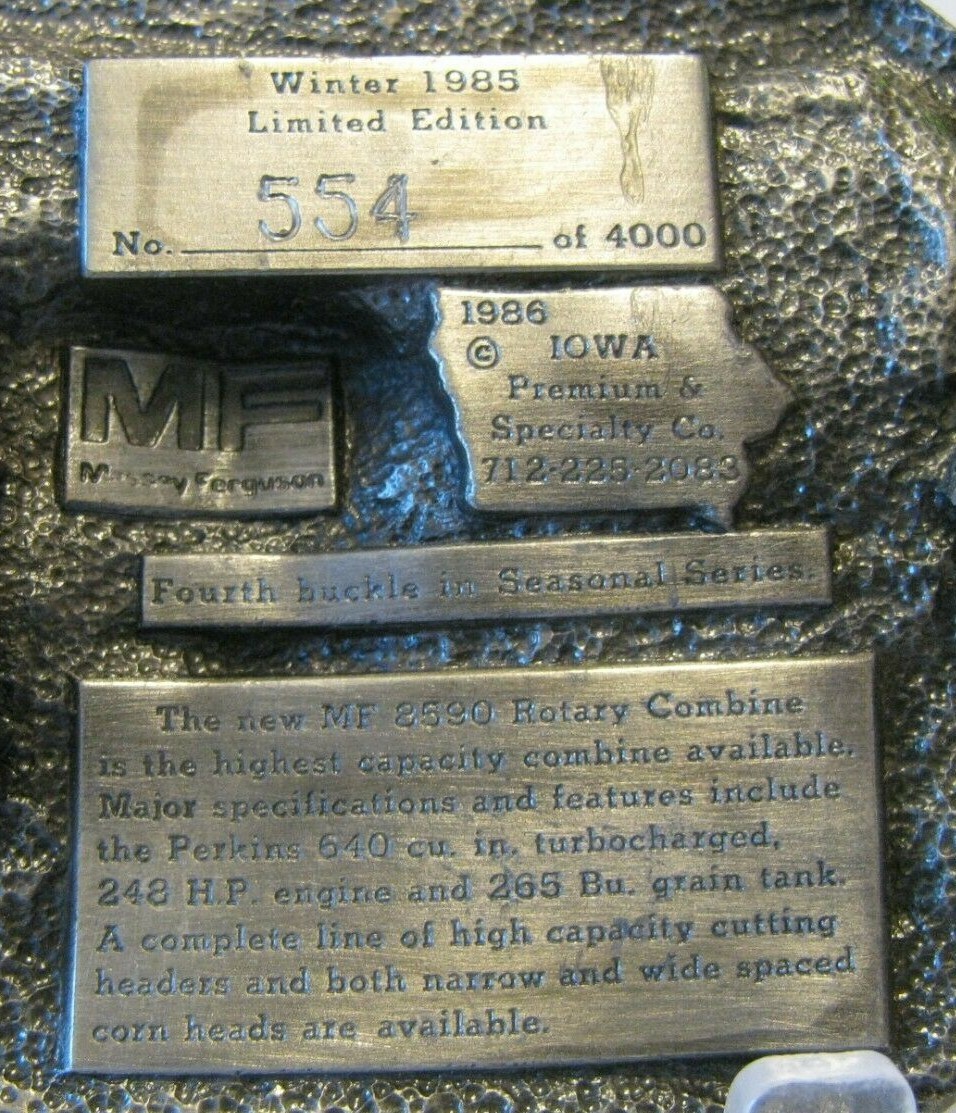 Winter 1985
Limited Edition
No. 554 of 4000
1986
© IOWA
Premium &
Specialty Co.
712-225-2083
MF
Massey Ferguson
Fourth buckle in Seasonal Series.
The new MF 8590 Rotary Combine
is the highest capacity combine available.
Major specifications and features include
the Perkins 640 cu. in. turbocharged,
248 H.P. engine and 265 Bu. grain tank.
A complete line of high capacity cutting
headers and both narrow and wide spaced
corn heads are available.